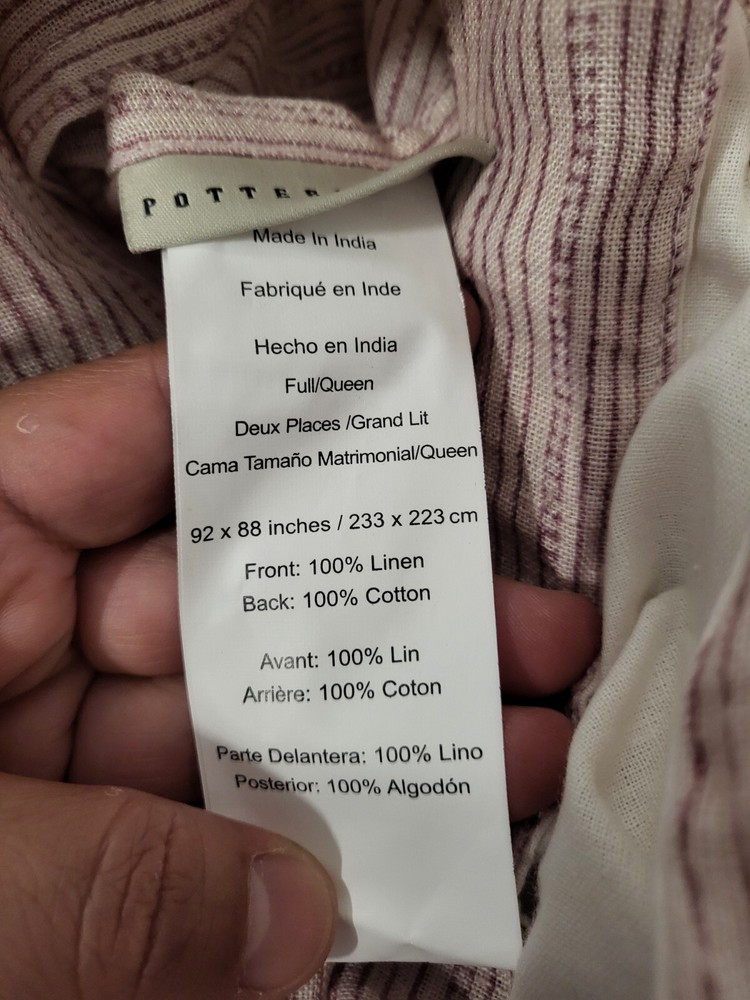 POTTER
Made In India
Fabriqué en Inde
Hecho en India
Full/Queen
Deux Places /Grand Lit
Cama Tamaño Matrimonial/Queen
92 x 88 inches / 233 x 223 cm
Front: 100% Linen
Back: 100% Cotton
Avant: 100% Lin
Arrière: 100% Coton
Parte Delantera: 100% Lino
Posterior: 100% Algodón